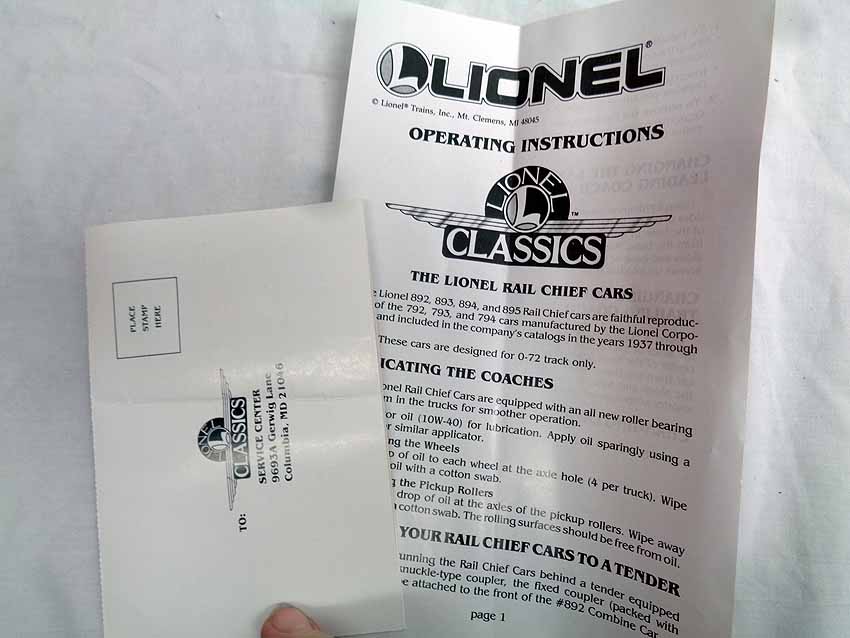 LIONEL®
© Lionel® Trains, Inc., Mt. Clemens, MI 48045
OPERATING INSTRUCTIONS
LIONEL
L
CLASSICS ™
THE LIONEL RAIL CHIEF CARS
e Lionel 892, 893, 894, and 895 Rail Chief cars are faithful reproduc-
of the 792, 793, and 794 cars manufactured by the Lionel Corpo-
and included in the company's catalogs in the years 1937 through
These cars are designed for 0-72 track only.
ICATING THE COACHES
onel Rail Chief Cars are equipped with an all new roller bearing
m in the trucks for smoother operation.
or oil (10W-40) for lubrication. Apply oil sparingly using a
r similar applicator.
ng the Wheels
p of oil to each wheel at the axle hole (4 per truck). Wipe
oil with a cotton swab.
g the Pickup Rollers
drop of oil at the axles of the pickup rollers. Wipe away
a cotton swab. The rolling surfaces should be free from oil.
YOUR RAIL CHIEF CARS TO A TENDER
unning the Rail Chief Cars behind a tender equipped
knuckle-type coupler, the fixed coupler (packed with
e attached to the front of the #892 Combine Car
page 1
PLACE
STAMP
HERE
TO:
LIONEL
CLASSICS
SERVICE CENTER
9693A Gerwig Lane
Columbia, MD 21046